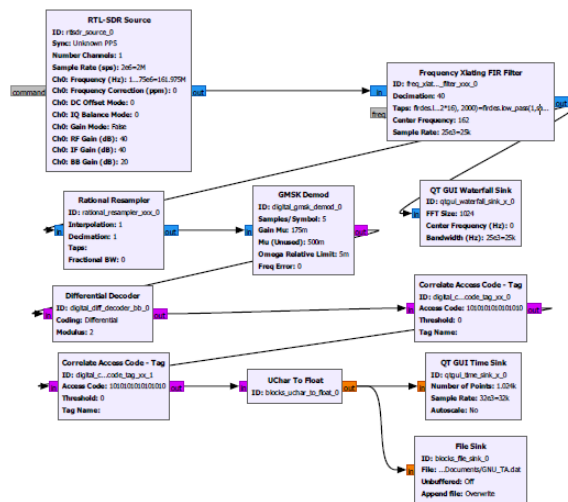 RTL-SDR Source
ID: rtlsdr_source_0
Sync: Unknown PPS
Number Channels: 1
Sample Rate (sps): 2e6=2M
Ch0: Frequency (Hz): 1...75e6=161.975M
Ch0: Frequency Correction (ppm): 0
Ch0: DC Offset Mode: 0
Ch0: IQ Balance Mode: 0
Ch0: Gain Mode: False
Ch0: RF Gain (dB): 40
Ch0: IF Gain (dB): 40
Ch0: BB Gain (dB): 20
command
out
Frequency Xlating FIR Filter
ID: freq_xlat..._filter_xxx_0
Decimation: 40
Taps: firdes.l...2*16), 2000)=firdes.low_pass(1,
Center Frequency: 162
Sample Rate: 25e3=25k
in
freq
out
Rational Resampler
ID: rational_resampler_xxx_0
Interpolation: 1
Decimation: 1
Taps:
Fractional BW: 0
in
out
GMSK Demod
ID: digital_gmsk_demod_0
Samples/Symbol: 5
Gain Mu: 175m
Mu (Unused): 500m
Omega Relative Limit: 5m
Freq Error: 0
in
out
QT GUI Waterfall Sink
ID: qtgui_waterfall_sink_x_0
FFT Size: 1024
Center Frequency (Hz): 0
Bandwidth (Hz): 25e3=25k
in
Differential Decoder
ID: digital_diff_decoder_bb_0
Coding: Differential
Modulus: 2
in
out
Correlate Access Code - Tag
ID: digital_c...code_tag_xx_0
Access Code: 1010101010101010
Threshold: 0
Tag Name:
in
out
Correlate Access Code - Tag
ID: digital_c...code_tag_xx_1
Access Code: 1010101010101010
Threshold: 0
Tag Name:
in
out
UChar To Float
ID: blocks_uchar_to_float_0
in
out
QT GUI Time Sink
ID: qtgui_time_sink_x_0
Number of Points: 1.024k
Sample Rate: 32e3=32k
Autoscale: No
in
File Sink
ID: blocks_file_sink_0
File: ...Documents/GNU_TA.dat
Unbuffered: Off
Append file: Overwrite
in